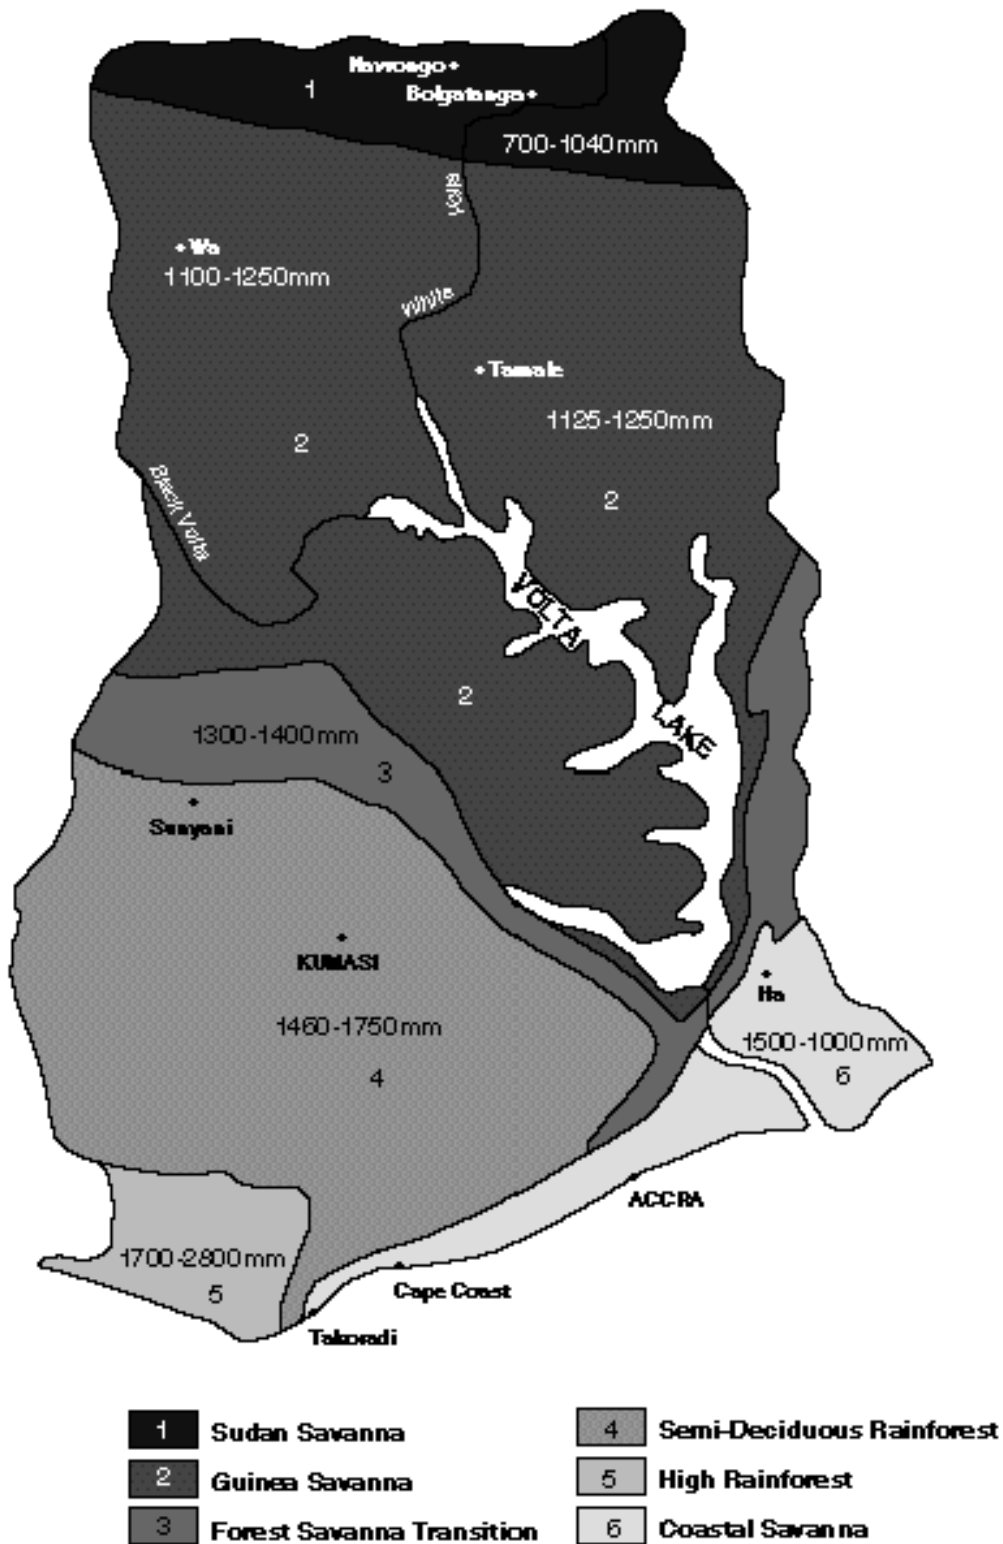 Navrongo
1
Bolgatanga
700-1040mm
Volta
Wa
1100-1250mm
White
Tamale
1125-1250mm
2
Black Volta
2
VOLTA
2
LAKE
1300-1400mm
3
Sunyani
KUMASI
Ho
1460-1750mm
1500-1000mm
4
6
ACCRA
1700-2800mm
5
Cape Coast
Takoradi
1 Sudan Savanna
2 Guinea Savanna
3 Forest Savanna Transition
4 Semi-Deciduous Rainforest
5 High Rainforest
6 Coastal Savanna